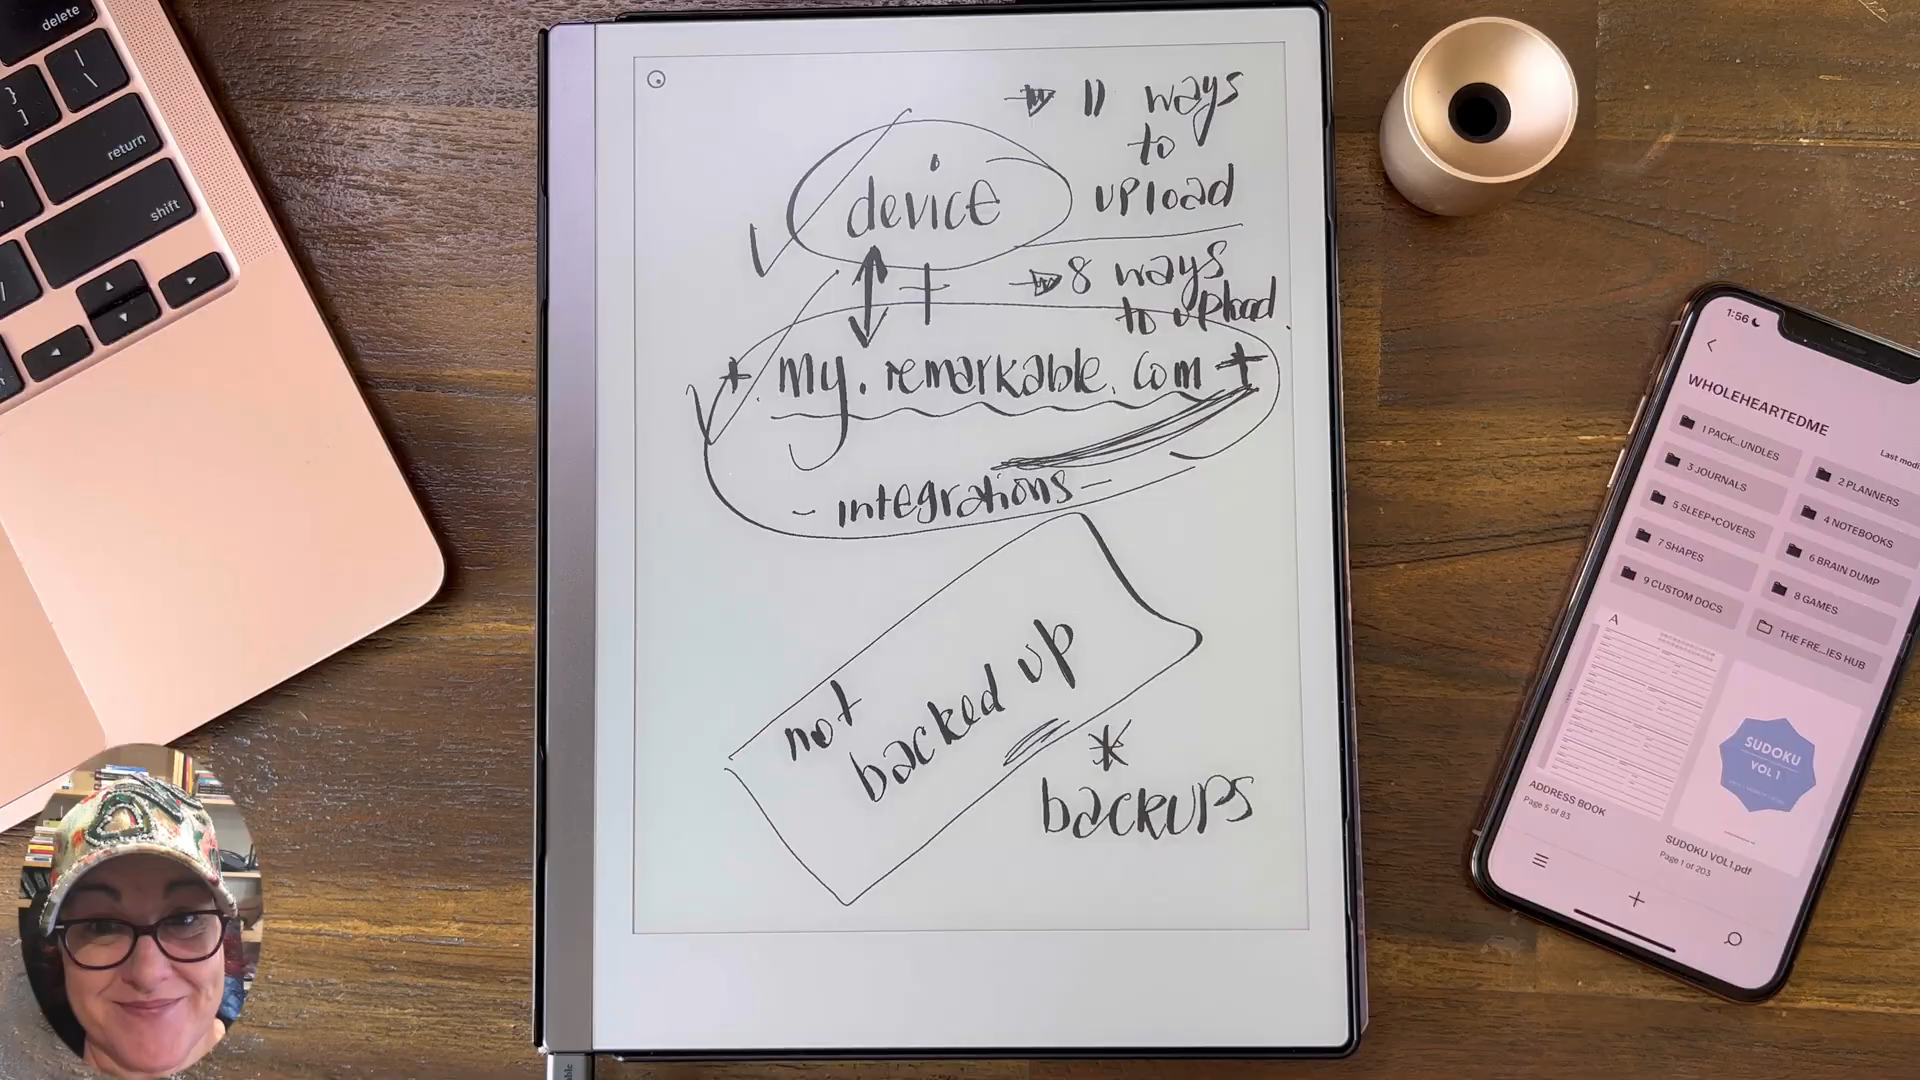 delete
|
\
}
]
return
shift
11 ways
to
upload
device
8 ways
to upload
my.remarkable.com +
- integrations -
not
backed up
*
backups
1:56
WHOLEHEARTEDME
Last modi
1 PACK...UNDLES
2 PLANNERS
3 JOURNALS
4 NOTEBOOKS
5 SLEEP+COVERS
6 BRAIN DUMP
7 SHAPES
8 GAMES
9 CUSTOM DOCS
THE FRE...IES HUB
A
SUDOKU
VOL 1
ADDRESS BOOK
Page 5 of 83
SUDOKU VOL1.pdf
Page 1 of 203